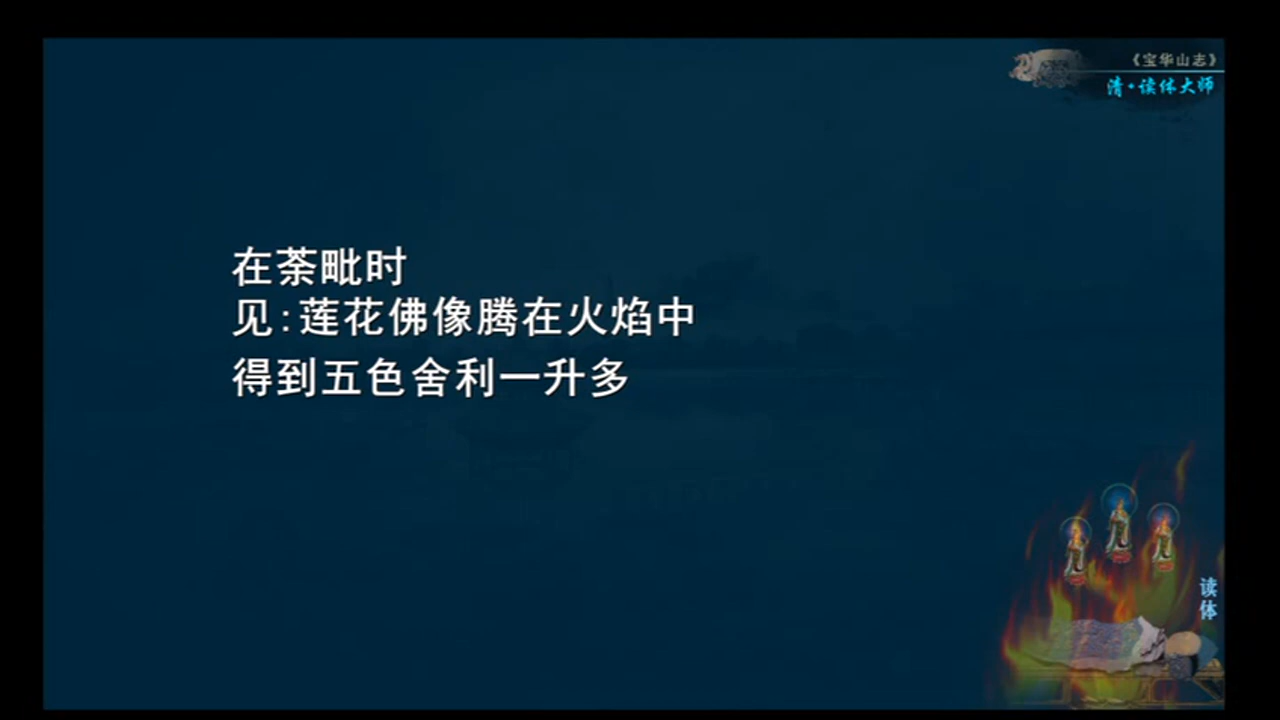 《宝华山志》
清·读体大师
在荼毗时
见:莲花佛像腾在火焰中
得到五色舍利一升多
读体